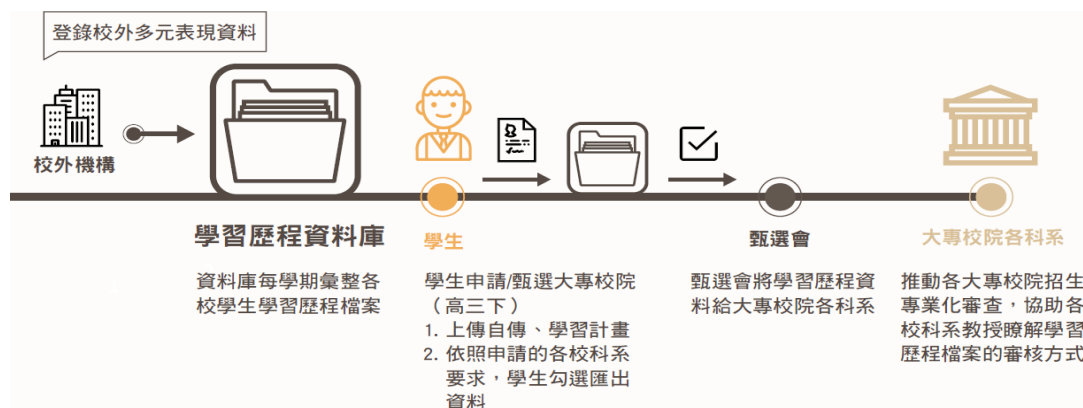 登錄校外多元表現資料
校外機構
學習歷程資料庫
資料庫每學期彙整各
校學生學習歷程檔案
學生
學生申請/甄選大專校院
（高三下）
1. 上傳自傳、學習計畫
2. 依照申請的各校科系
要求，學生勾選匯出
資料
甄選會
甄選會將學習歷程資
料給大專校院各科系
大專校院各科系
推動各大專校院招生
專業化審查，協助各
校科系教授瞭解學習
歷程檔案的審核方式